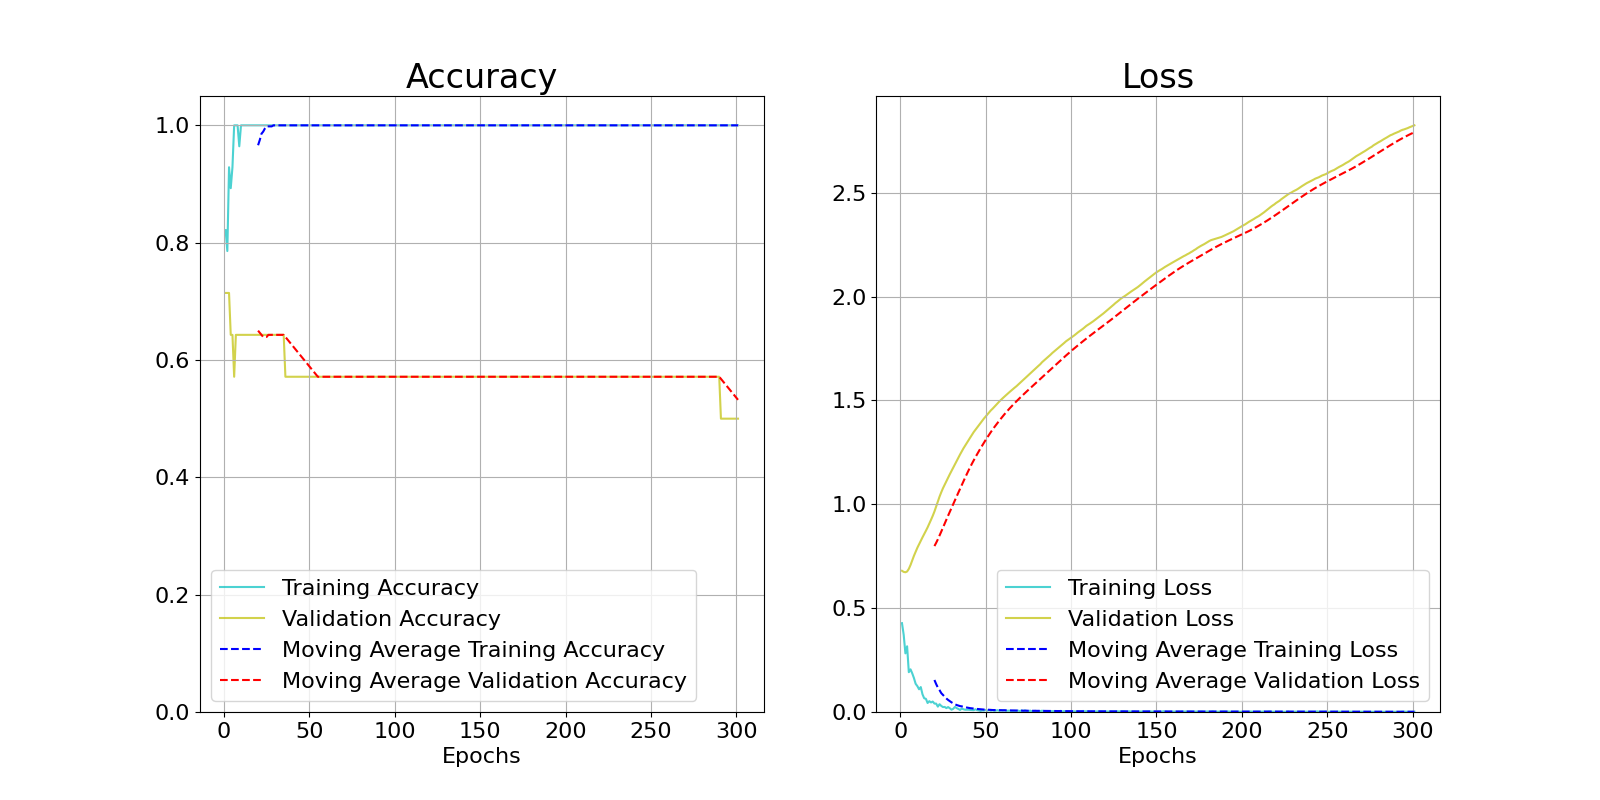 Accuracy
1.0
0.8
0.6
0.4
0.2
0.0
Training Accuracy
Validation Accuracy
Moving Average Training Accuracy
Moving Average Validation Accuracy
0 50 100 150 200 250 300
Epochs
Loss
2.5
2.0
1.5
1.0
0.5
0.0
Training Loss
Validation Loss
Moving Average Training Loss
Moving Average Validation Loss
0 50 100 150 200 250 300
Epochs